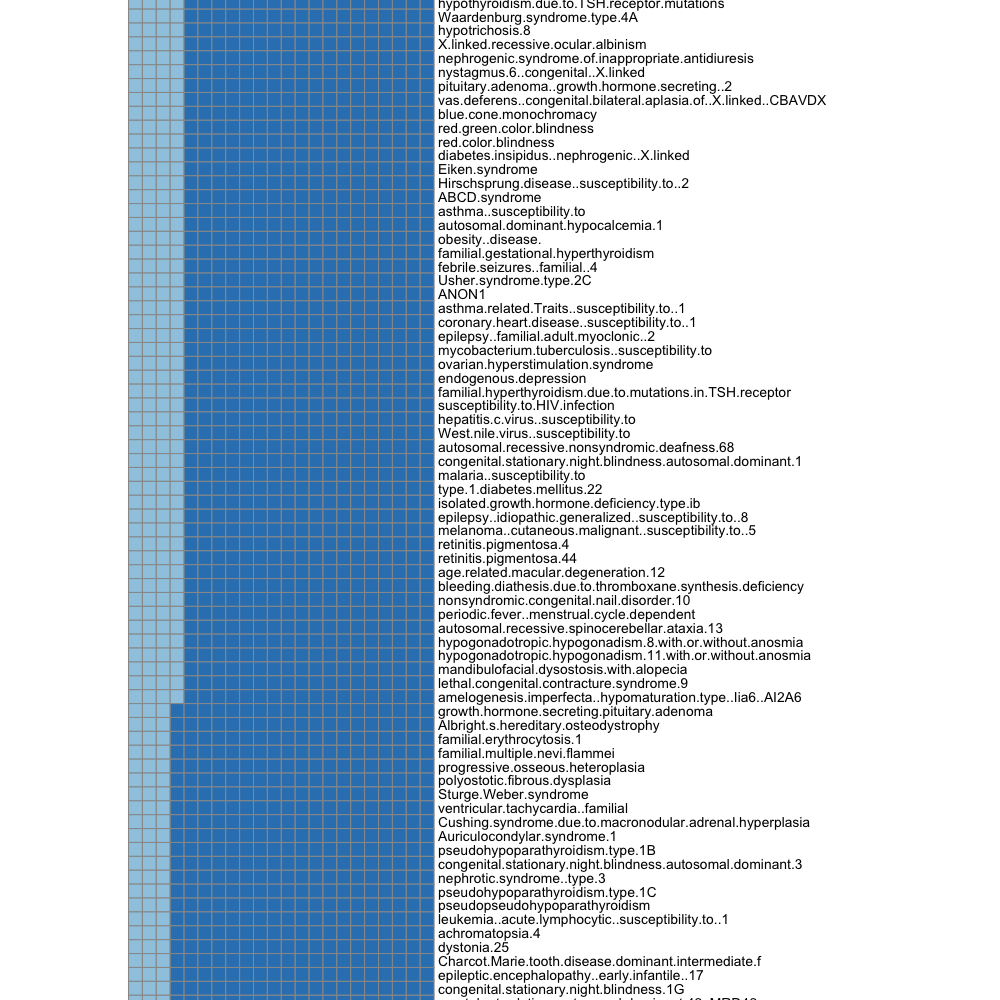 hypothyroidism.due.to.TSH.receptor.mutations
Waardenburg.syndrome.type.4A
hypotrichosis.8
X.linked.recessive.ocular.albinism
nephrogenic.syndrome.of.inappropriate.antidiuresis
nystagmus.6..congenital..X.linked
pituitary.adenoma..growth.hormone.secreting..2
vas.deferens..congenital.bilateral.aplasia.of..X.linked..CBAVDX
blue.cone.monochromacy
red.green.color.blindness
red.color.blindness
diabetes.insipidus..nephrogenic..X.linked
Eiken.syndrome
Hirschsprung.disease..susceptibility.to..2
ABCD.syndrome
asthma..susceptibility.to
autosomal.dominant.hypocalcemia.1
obesity..disease.
familial.gestational.hyperthyroidism
febrile.seizures..familial..4
Usher.syndrome.type.2C
ANON1
asthma.related.Traits..susceptibility.to..1
coronary.heart.disease..susceptibility.to..1
epilepsy..familial.adult.myoclonic..2
mycobacterium.tuberculosis..susceptibility.to
ovarian.hyperstimulation.syndrome
endogenous.depression
familial.hyperthyroidism.due.to.mutations.in.TSH.receptor
susceptibility.to.HIV.infection
hepatitis.c.virus..susceptibility.to
West.nile.virus..susceptibility.to
autosomal.recessive.nonsyndromic.deafness.68
congenital.stationary.night.blindness.autosomal.dominant.1
malaria..susceptibility.to
type.1.diabetes.mellitus.22
isolated.growth.hormone.deficiency.type.ib
epilepsy..idiopathic.generalized..susceptibility.to..8
melanoma..cutaneous.malignant..susceptibility.to..5
retinitis.pigmentosa.4
retinitis.pigmentosa.44
age.related.macular.degeneration.12
bleeding.diathesis.due.to.thromboxane.synthesis.deficiency
nonsyndromic.congenital.nail.disorder.10
periodic.fever..menstrual.cycle.dependent
autosomal.recessive.spinocerebellar.ataxia.13
hypogonadotropic.hypogonadism.8.with.or.without.anosmia
hypogonadotropic.hypogonadism.11.with.or.without.anosmia
mandibulofacial.dysostosis.with.alopecia
lethal.congenital.contracture.syndrome.9
amelogenesis.imperfecta..hypomaturation.type..Iia6..AI2A6
growth.hormone.secreting.pituitary.adenoma
Albright.s.hereditary.osteodystrophy
familial.erythrocytosis.1
familial.multiple.nevi.flammei
progressive.osseous.heteroplasia
polyostotic.fibrous.dysplasia
Sturge.Weber.syndrome
ventricular.tachycardia..familial
Cushing.syndrome.due.to.macronodular.adrenal.hyperplasia
Auriculocondylar.syndrome.1
pseudohypoparathyroidism.type.1B
congenital.stationary.night.blindness.autosomal.dominant.3
nephrotic.syndrome..type.3
pseudohypoparathyroidism.type.1C
pseudopseudohypoparathyroidism
leukemia..acute.lymphocytic..susceptibility.to..1
achromatopsia.4
dystonia.25
Charcot.Marie.tooth.disease.dominant.intermediate.f
epileptic.encephalopathy..early.infantile..17
congenital.stationary.night.blindness.1G